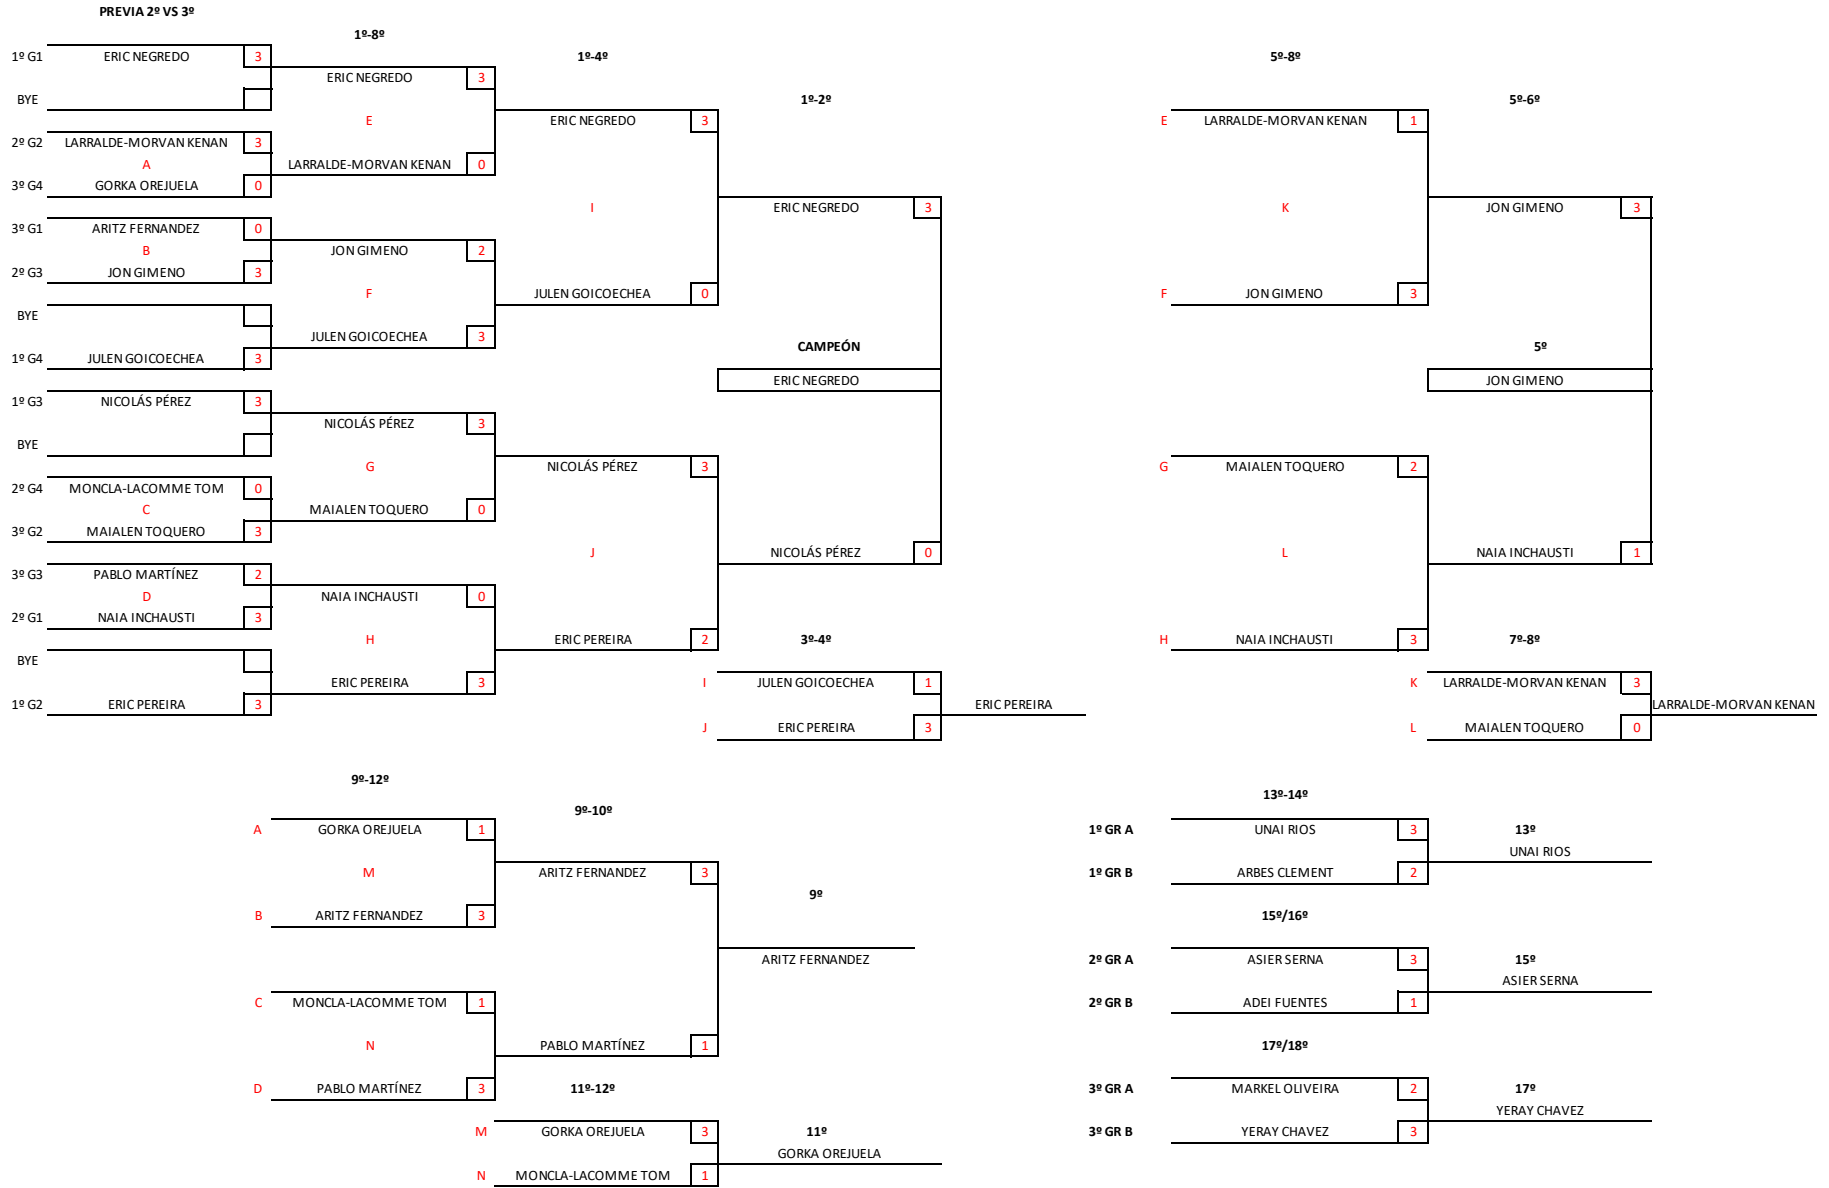 PREVIA 2º VS 3º
1º-8º
1º G1 ERIC NEGREDO 3 1º-4º 5º-8º
ERIC NEGREDO 3
BYE 1º-2º 5º-6º
E ERIC NEGREDO 3 E LARRALDE-MORVAN KENAN 1
2º G2 LARRALDE-MORVAN KENAN 3
A LARRALDE-MORVAN KENAN 0
3º G4 GORKA OREJUELA 0
I ERIC NEGREDO 3 K JON GIMENO 3
3º G1 ARITZ FERNANDEZ 0
B JON GIMENO 2
2º G3 JON GIMENO 3
F JULEN GOICOECHEA 0 F JON GIMENO 3
BYE
JULEN GOICOECHEA 3
CAMPEÓN 5º
1º G4 JULEN GOICOECHEA 3
ERIC NEGREDO JON GIMENO
1º G3 NICOLÁS PÉREZ 3
NICOLÁS PÉREZ 3
BYE
G NICOLÁS PÉREZ 3 G MAIALEN TOQUERO 2
2º G4 MONCLA-LACOMME TOM 0
C MAIALEN TOQUERO 0
3º G2 MAIALEN TOQUERO 3
J NICOLÁS PÉREZ 0 L NAIA INCHAUSTI 1
3º G3 PABLO MARTÍNEZ 2
D NAIA INCHAUSTI 0
2º G1 NAIA INCHAUSTI 3
H ERIC PEREIRA 2 3º-4º H NAIA INCHAUSTI 3 7º-8º
BYE
ERIC PEREIRA 3 I JULEN GOICOECHEA 1 K LARRALDE-MORVAN KENAN 3
1º G2 ERIC PEREIRA 3 ERIC PEREIRA LARRALDE-MORVAN KENAN
J ERIC PEREIRA 3 L MAIALEN TOQUERO 0
9º-12º
13º-14º
9º-10º
A GORKA OREJUELA 1 1º GR A UNAI RIOS 3 13º
UNAI RIOS
M ARITZ FERNANDEZ 3 1º GR B ARBES CLEMENT 2
9º
B ARITZ FERNANDEZ 3 15º/16º
ARITZ FERNANDEZ 2º GR A ASIER SERNA 3 15º
ASIER SERNA
C MONCLA-LACOMME TOM 1 2º GR B ADEI FUENTES 1
N PABLO MARTÍNEZ 1 17º/18º
D PABLO MARTÍNEZ 3 11º-12º 3º GR A MARKEL OLIVEIRA 2 17º
YERAY CHAVEZ
M GORKA OREJUELA 3 11º 3º GR B YERAY CHAVEZ 3
GORKA OREJUELA
N MONCLA-LACOMME TOM 1